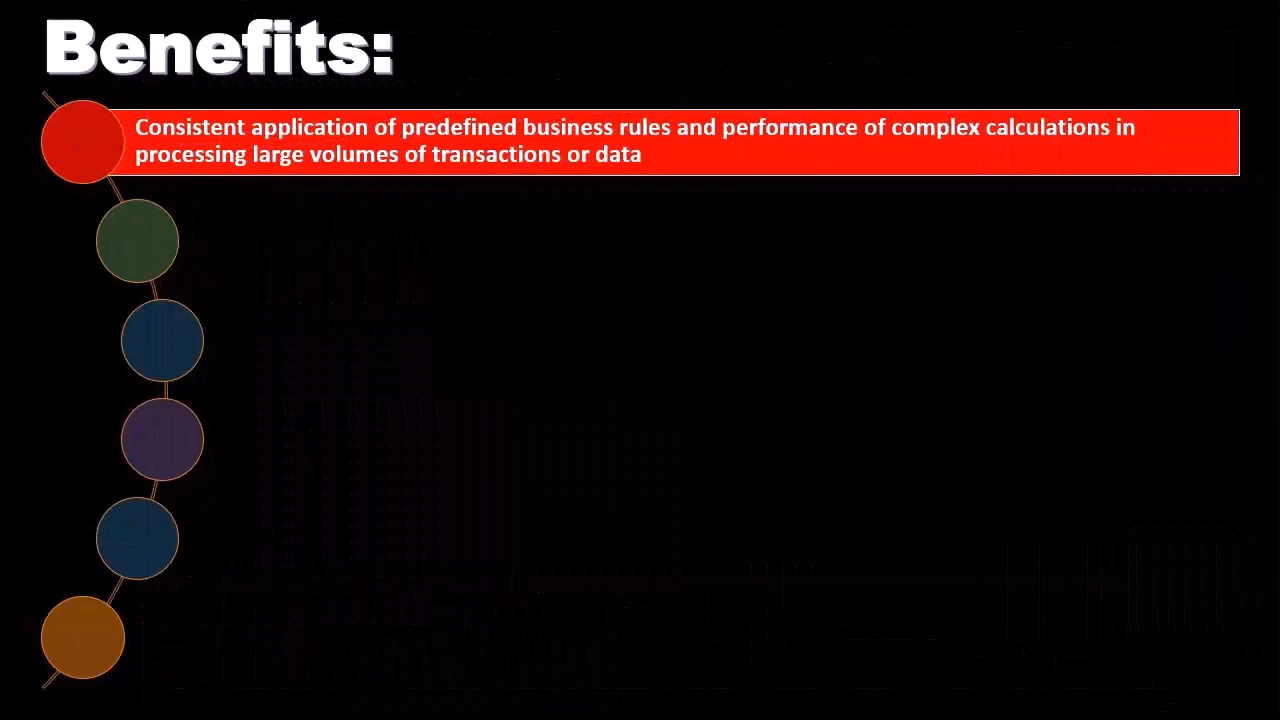 Benefits:
Consistent application of predefined business rules and performance of complex calculations in
processing large volumes of transactions or data